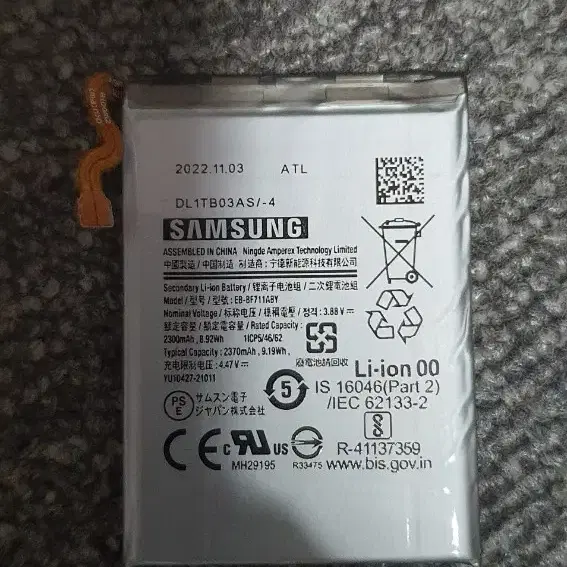 2022.11.03 ATL
DL1TB03AS/-4
SAMSUNG
ASSEMBLED IN CHINA Ningde Amperex Technology Limited
中國製造 / 中国制造 制造商：宁德新能源科技有限公司
Secondary Li-ion Battery / 锂离子电池组 / 二次鋰電池組
Model / 型号 / 型號: EB-BF711ABY
Nominal Voltage / 标称电压 / 標稱電壓 / 정격: 3.88 V⎓
额定容量 / 額定容量 / Rated Capacity :
2300mAh, 8.92Wh 1ICP5/46/62
Typical Capacity : 2370mAh, 9.19Wh
充电限制电压 : 4.47 V⎓
YU10427-21011
廢電池請回收
Li-ion 00
5
IS 16046(Part 2)
/IEC 62133-2
PS
E
サムスン電子
ジャパン株式会社
CE
c RU us
MH29195
R33475
R-41137359
www.bis.gov.in